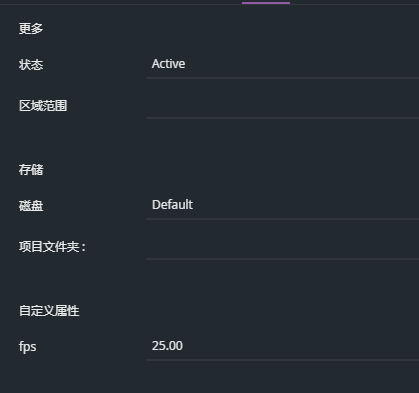 更多
状态 Active
区域范围
存储
磁盘 Default
项目文件夹：
自定义属性
fps 25.00